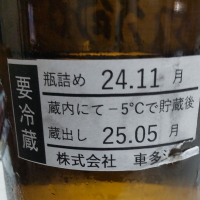 要冷蔵
瓶詰め 24.11 月
蔵内にて－5℃で貯蔵後
蔵出し 25.05 月
株式会社 車多